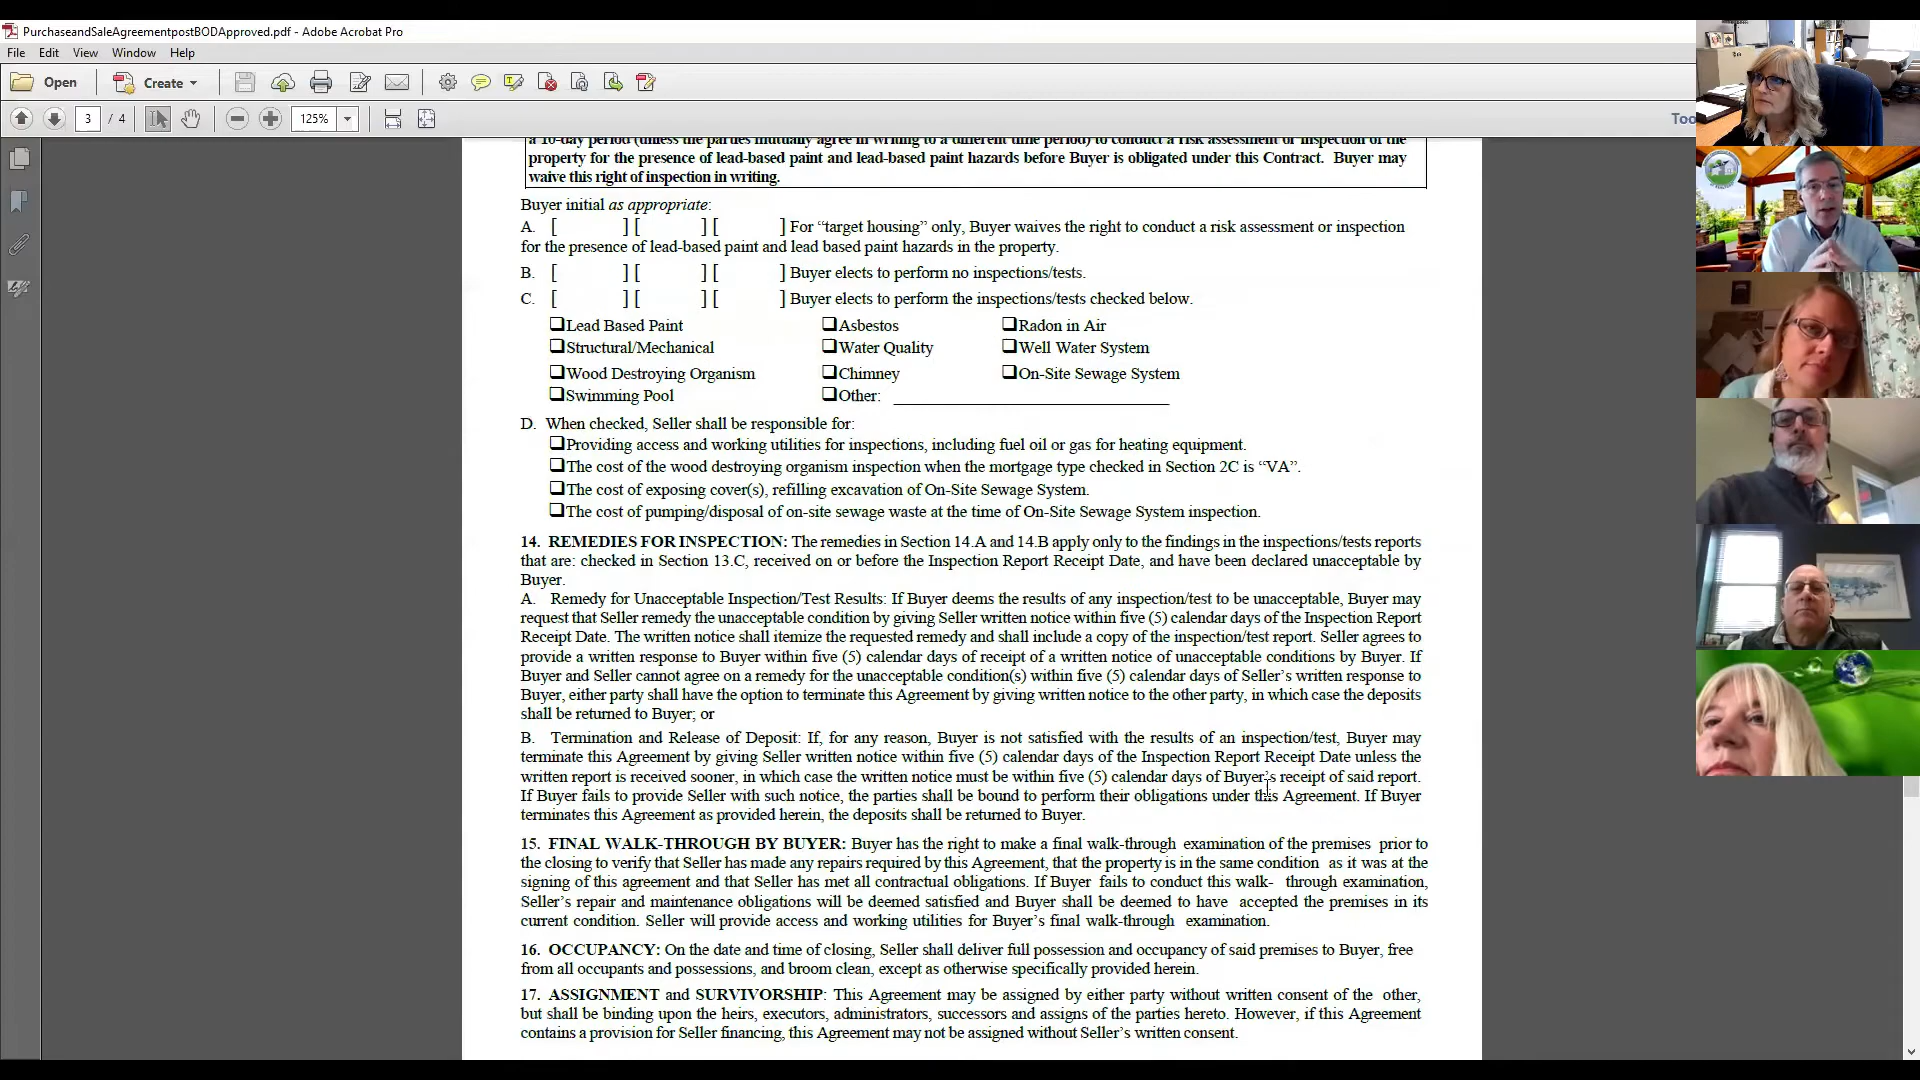 PurchaseandSaleAgreementpostBODApproved.pdf - Adobe Acrobat Pro
File Edit View Window Help
Open Create
3 / 4 125% Too
a 10-day period (unless the parties mutually agree in writing to a different time period) to conduct a risk assessment or inspection of the
property for the presence of lead-based paint and lead-based paint hazards before Buyer is obligated under this Contract. Buyer may
waive this right of inspection in writing.
Buyer initial as appropriate:
A. [ ] [ ] [ ] For “target housing” only, Buyer waives the right to conduct a risk assessment or inspection
for the presence of lead-based paint and lead based paint hazards in the property.
B. [ ] [ ] [ ] Buyer elects to perform no inspections/tests.
C. [ ] [ ] [ ] Buyer elects to perform the inspections/tests checked below.
❑Lead Based Paint ❑Asbestos ❑Radon in Air
❑Structural/Mechanical ❑Water Quality ❑Well Water System
❑Wood Destroying Organism ❑Chimney ❑On-Site Sewage System
❑Swimming Pool ❑Other: ____________________
D. When checked, Seller shall be responsible for:
❑Providing access and working utilities for inspections, including fuel oil or gas for heating equipment.
❑The cost of the wood destroying organism inspection when the mortgage type checked in Section 2C is “VA”.
❑The cost of exposing cover(s), refilling excavation of On-Site Sewage System.
❑The cost of pumping/disposal of on-site sewage waste at the time of On-Site Sewage System inspection.
14. REMEDIES FOR INSPECTION: The remedies in Section 14.A and 14.B apply only to the findings in the inspections/tests reports
that are: checked in Section 13.C, received on or before the Inspection Report Receipt Date, and have been declared unacceptable by
Buyer.
A. Remedy for Unacceptable Inspection/Test Results: If Buyer deems the results of any inspection/test to be unacceptable, Buyer may
request that Seller remedy the unacceptable condition by giving Seller written notice within five (5) calendar days of the Inspection Report
Receipt Date. The written notice shall itemize the requested remedy and shall include a copy of the inspection/test report. Seller agrees to
provide a written response to Buyer within five (5) calendar days of receipt of a written notice of unacceptable conditions by Buyer. If
Buyer and Seller cannot agree on a remedy for the unacceptable condition(s) within five (5) calendar days of Seller’s written response to
Buyer, either party shall have the option to terminate this Agreement by giving written notice to the other party, in which case the deposits
shall be returned to Buyer; or
B. Termination and Release of Deposit: If, for any reason, Buyer is not satisfied with the results of an inspection/test, Buyer may
terminate this Agreement by giving Seller written notice within five (5) calendar days of the Inspection Report Receipt Date unless the
written report is received sooner, in which case the written notice must be within five (5) calendar days of Buyer’s receipt of said report.
If Buyer fails to provide Seller with such notice, the parties shall be bound to perform their obligations under this Agreement. If Buyer
terminates this Agreement as provided herein, the deposits shall be returned to Buyer.
15. FINAL WALK-THROUGH BY BUYER: Buyer has the right to make a final walk-through examination of the premises prior to
the closing to verify that Seller has made any repairs required by this Agreement, that the property is in the same condition as it was at the
signing of this agreement and that Seller has met all contractual obligations. If Buyer fails to conduct this walk- through examination,
Seller’s repair and maintenance obligations will be deemed satisfied and Buyer shall be deemed to have accepted the premises in its
current condition. Seller will provide access and working utilities for Buyer’s final walk-through examination.
16. OCCUPANCY: On the date and time of closing, Seller shall deliver full possession and occupancy of said premises to Buyer, free
from all occupants and possessions, and broom clean, except as otherwise specifically provided herein.
17. ASSIGNMENT and SURVIVORSHIP: This Agreement may be assigned by either party without written consent of the other,
but shall be binding upon the heirs, executors, administrators, successors and assigns of the parties hereto. However, if this Agreement
contains a provision for Seller financing, this Agreement may not be assigned without Seller’s written consent.